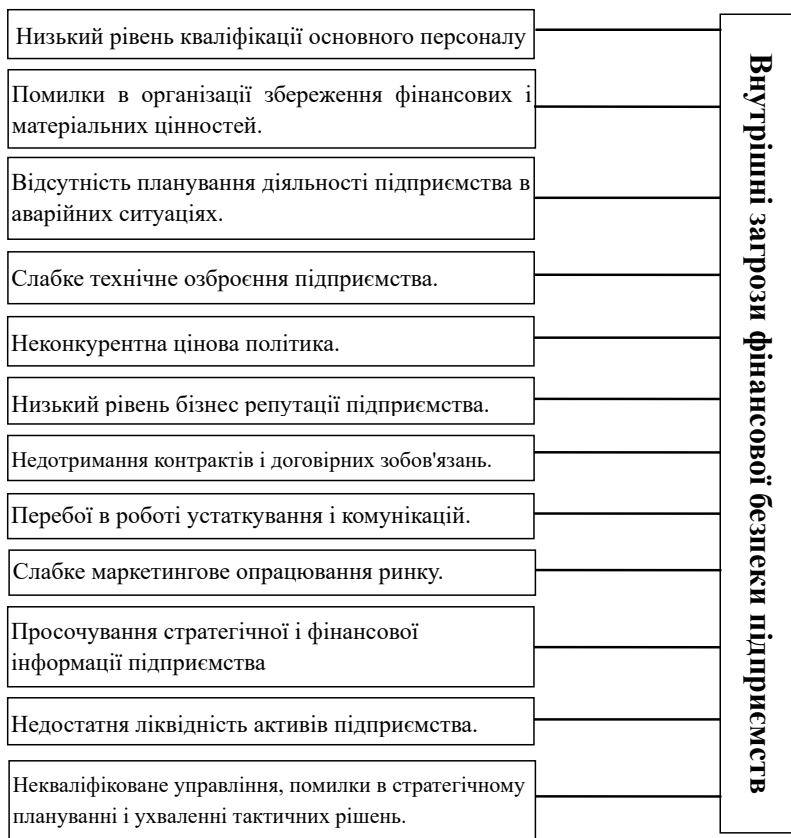 Низький рівень кваліфікації основного персоналу
Помилки в організації збереження фінансових і
матеріальних цінностей.
Відсутність планування діяльності підприємства в
аварійних ситуаціях.
Слабке технічне озброєння підприємства.
Неконкурентна цінова політика.
Низький рівень бізнес репутації підприємства.
Недотримання контрактів і договірних зобов'язань.
Перебої в роботі устаткування і комунікацій.
Слабке маркетингове опрацювання ринку.
Просочування стратегічної і фінансової
інформації підприємства
Недостатня ліквідність активів підприємства.
Некваліфіковане управління, помилки в стратегічному
плануванні і ухваленні тактичних рішень.
Внутрішні загрози фінансової безпеки підприємств